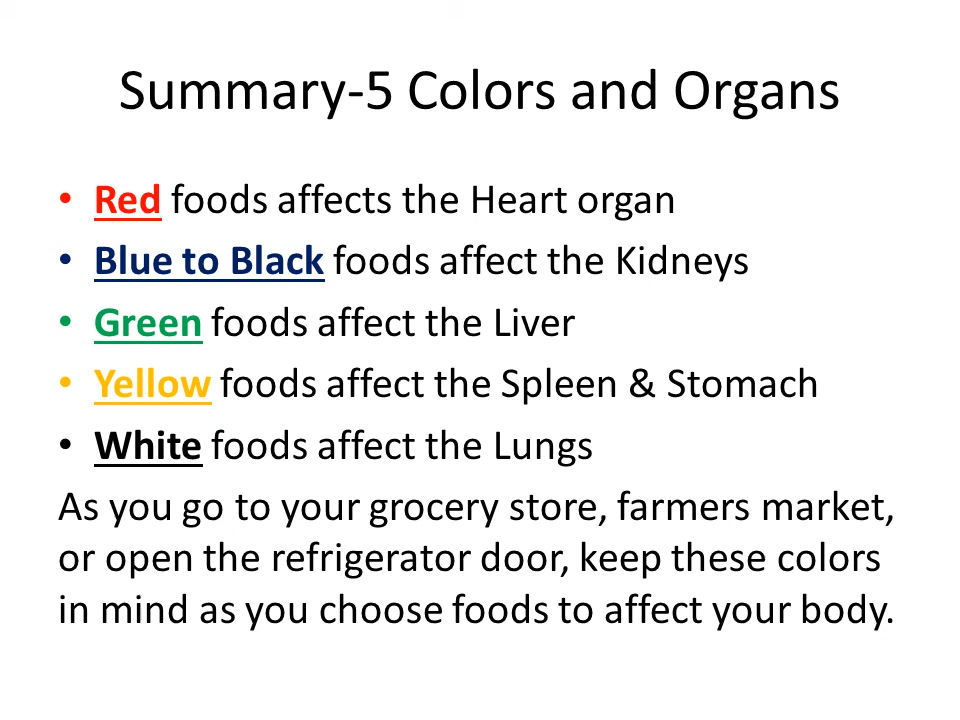 Summary-5 Colors and Organs
• Red foods affects the Heart organ
• Blue to Black foods affect the Kidneys
• Green foods affect the Liver
• Yellow foods affect the Spleen & Stomach
• White foods affect the Lungs
As you go to your grocery store, farmers market,
or open the refrigerator door, keep these colors
in mind as you choose foods to affect your body.